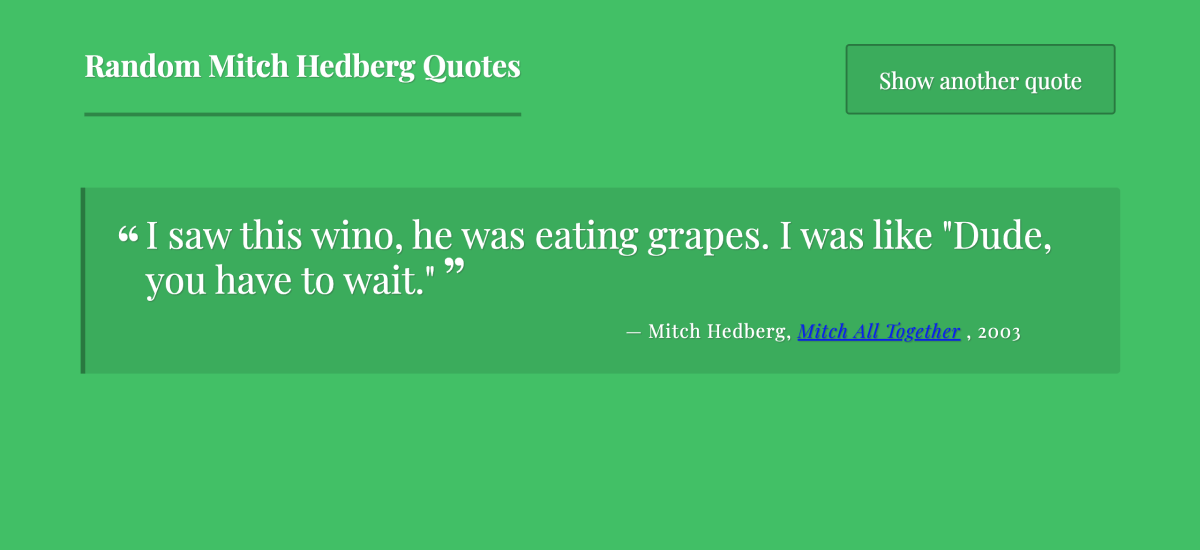 Random Mitch Hedberg Quotes
Show another quote
“ I saw this wino, he was eating grapes. I was like "Dude,
you have to wait." ”
— Mitch Hedberg, Mitch All Together , 2003